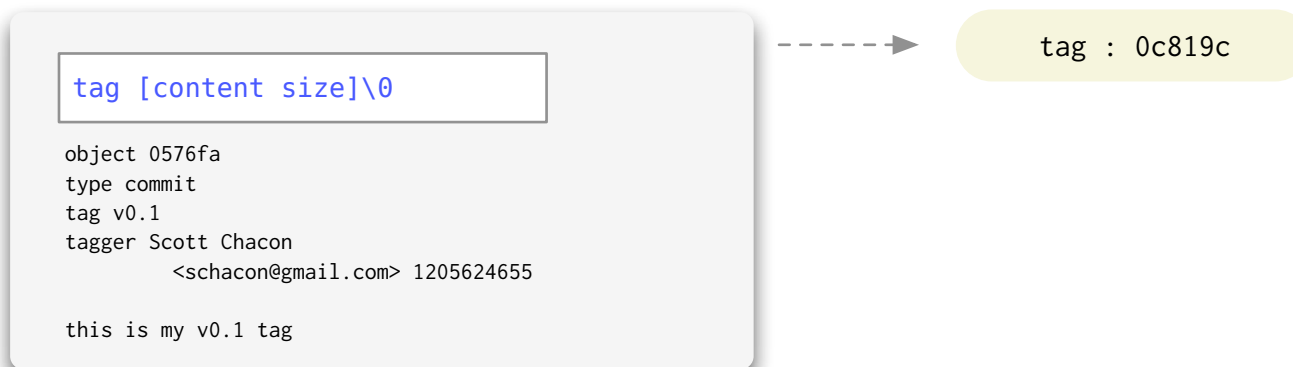 tag [content size]\0
object 0576fa
type commit
tag v0.1
tagger Scott Chacon
<schacon@gmail.com> 1205624655
this is my v0.1 tag
tag : 0c819c